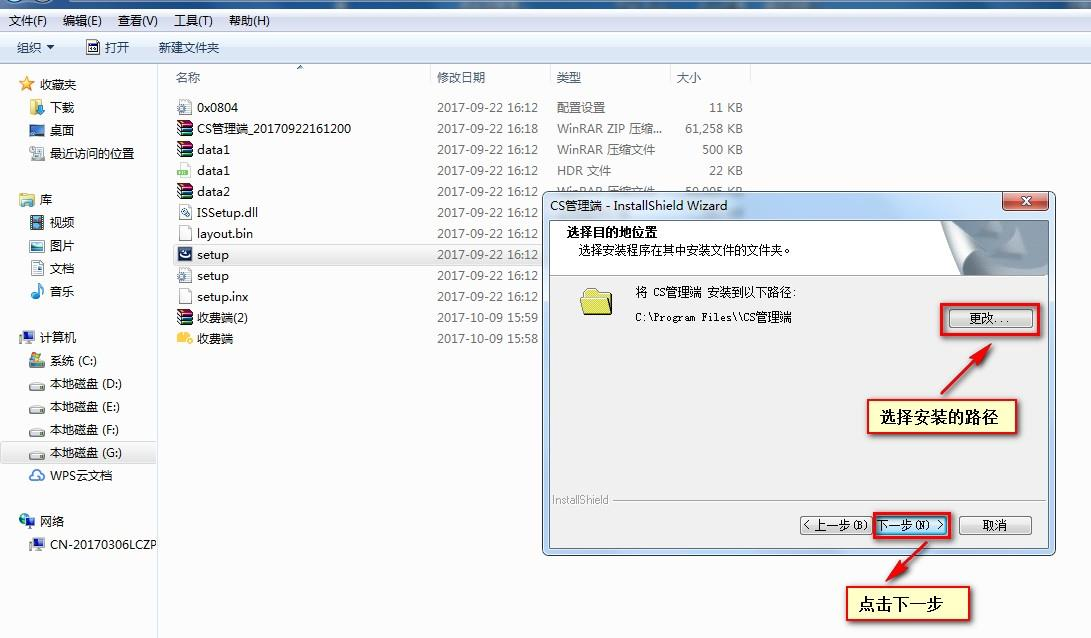 文件(F) 编辑(E) 查看(V) 工具(T) 帮助(H)
组织 打开 新建文件夹
名称 修改日期 类型 大小
收藏夹
下载
桌面
最近访问的位置
库
视频
图片
文档
音乐
计算机
系统 (C:)
本地磁盘 (D:)
本地磁盘 (E:)
本地磁盘 (F:)
本地磁盘 (G:)
WPS云文档
网络
CN-20170306LCZP
0x0804 2017-09-22 16:12 配置设置 11 KB
CS管理端_20170922161200 2017-09-22 16:18 WinRAR ZIP 压缩... 61,258 KB
data1 2017-09-22 16:12 WinRAR 压缩文件 500 KB
data1 2017-09-22 16:12 HDR 文件 22 KB
data2 2017-09-22 16:12 WinRAR 压缩文件
ISSetup.dll 2017-09-22 16:12
layout.bin 2017-09-22 16:12
setup 2017-09-22 16:12
setup 2017-09-22 16:12
setup.inx 2017-09-22 16:12
收费端(2) 2017-10-09 15:59
收费端 2017-10-09 15:58
CS管理端 - InstallShield Wizard
选择目的地位置
选择安装程序在其中安装文件的文件夹。
将 CS管理端 安装到以下路径:
C:\Program Files\\CS管理端
更改...
选择安装的路径
InstallShield
< 上一步(B) 下一步(N) > 取消
点击下一步